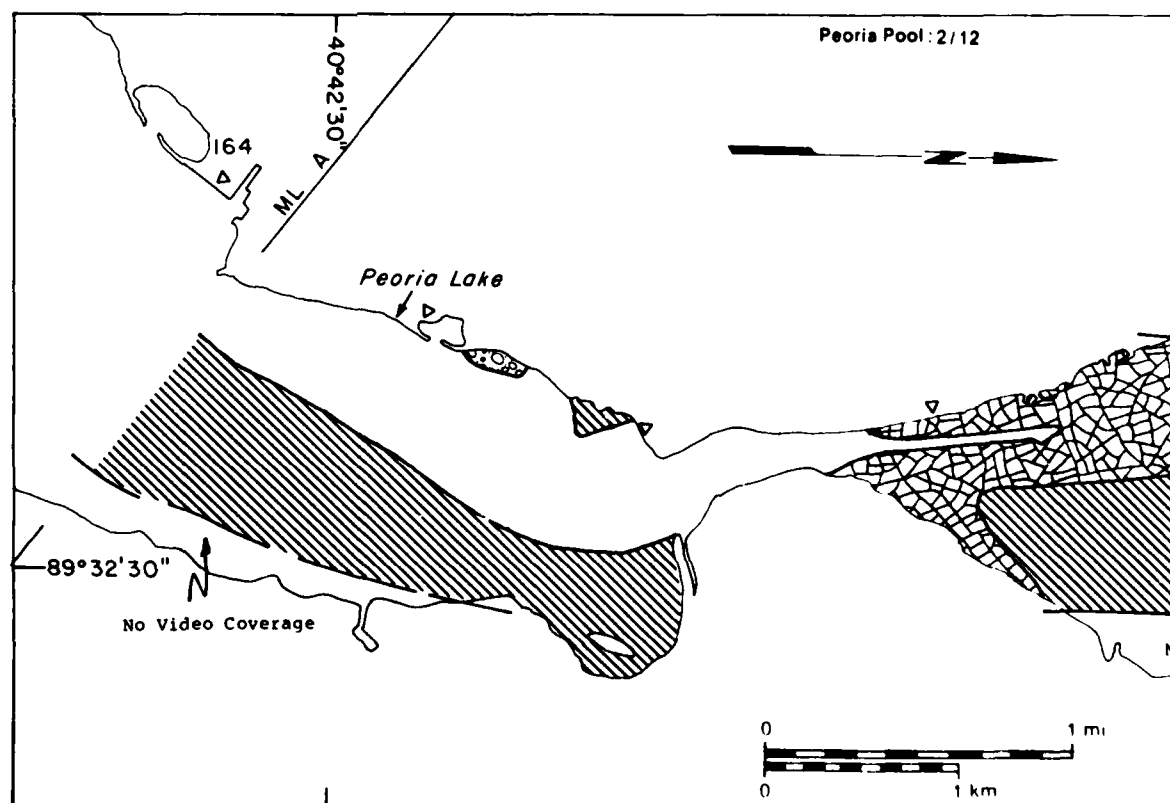 Peoria Pool: 2/12
40°42'30"
164
ML A
N
Peoria Lake
89°32'30"
N
No Video Coverage
N
0 1 mi
0 1 km